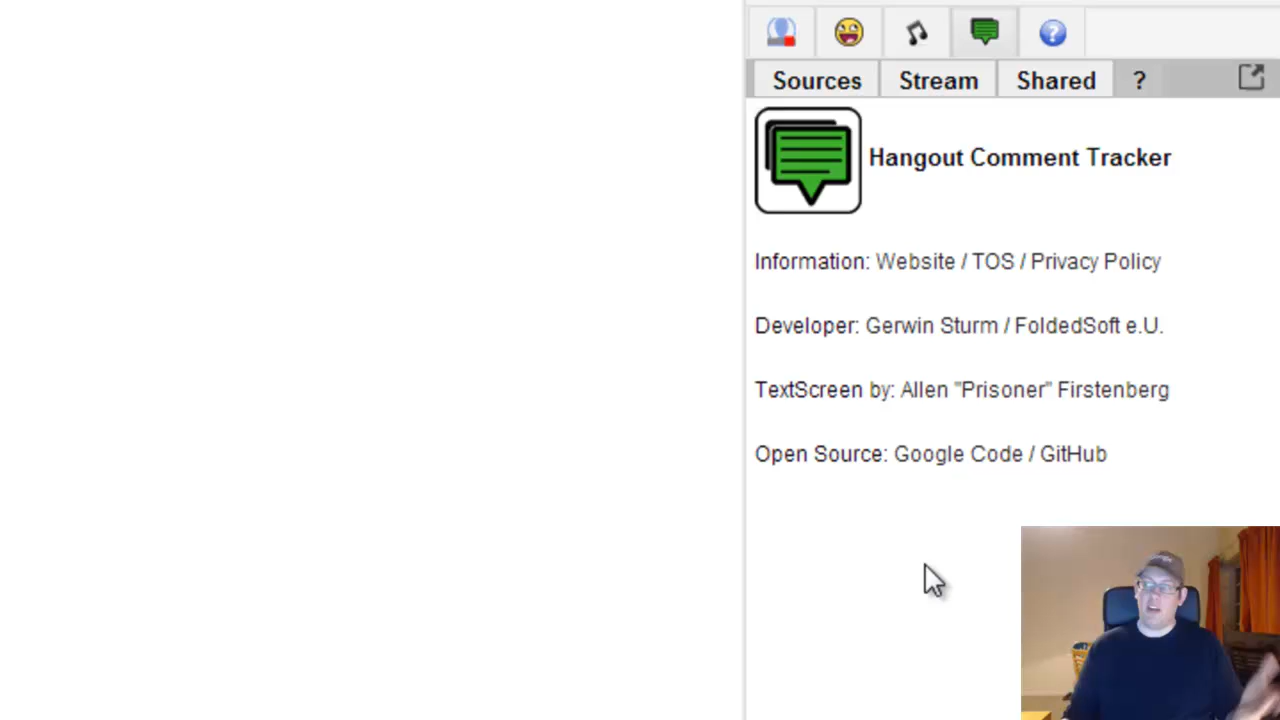 Sources Stream Shared ?
Hangout Comment Tracker
Information: Website / TOS / Privacy Policy
Developer: Gerwin Sturm / FoldedSoft e.U.
TextScreen by: Allen "Prisoner" Firstenberg
Open Source: Google Code / GitHub